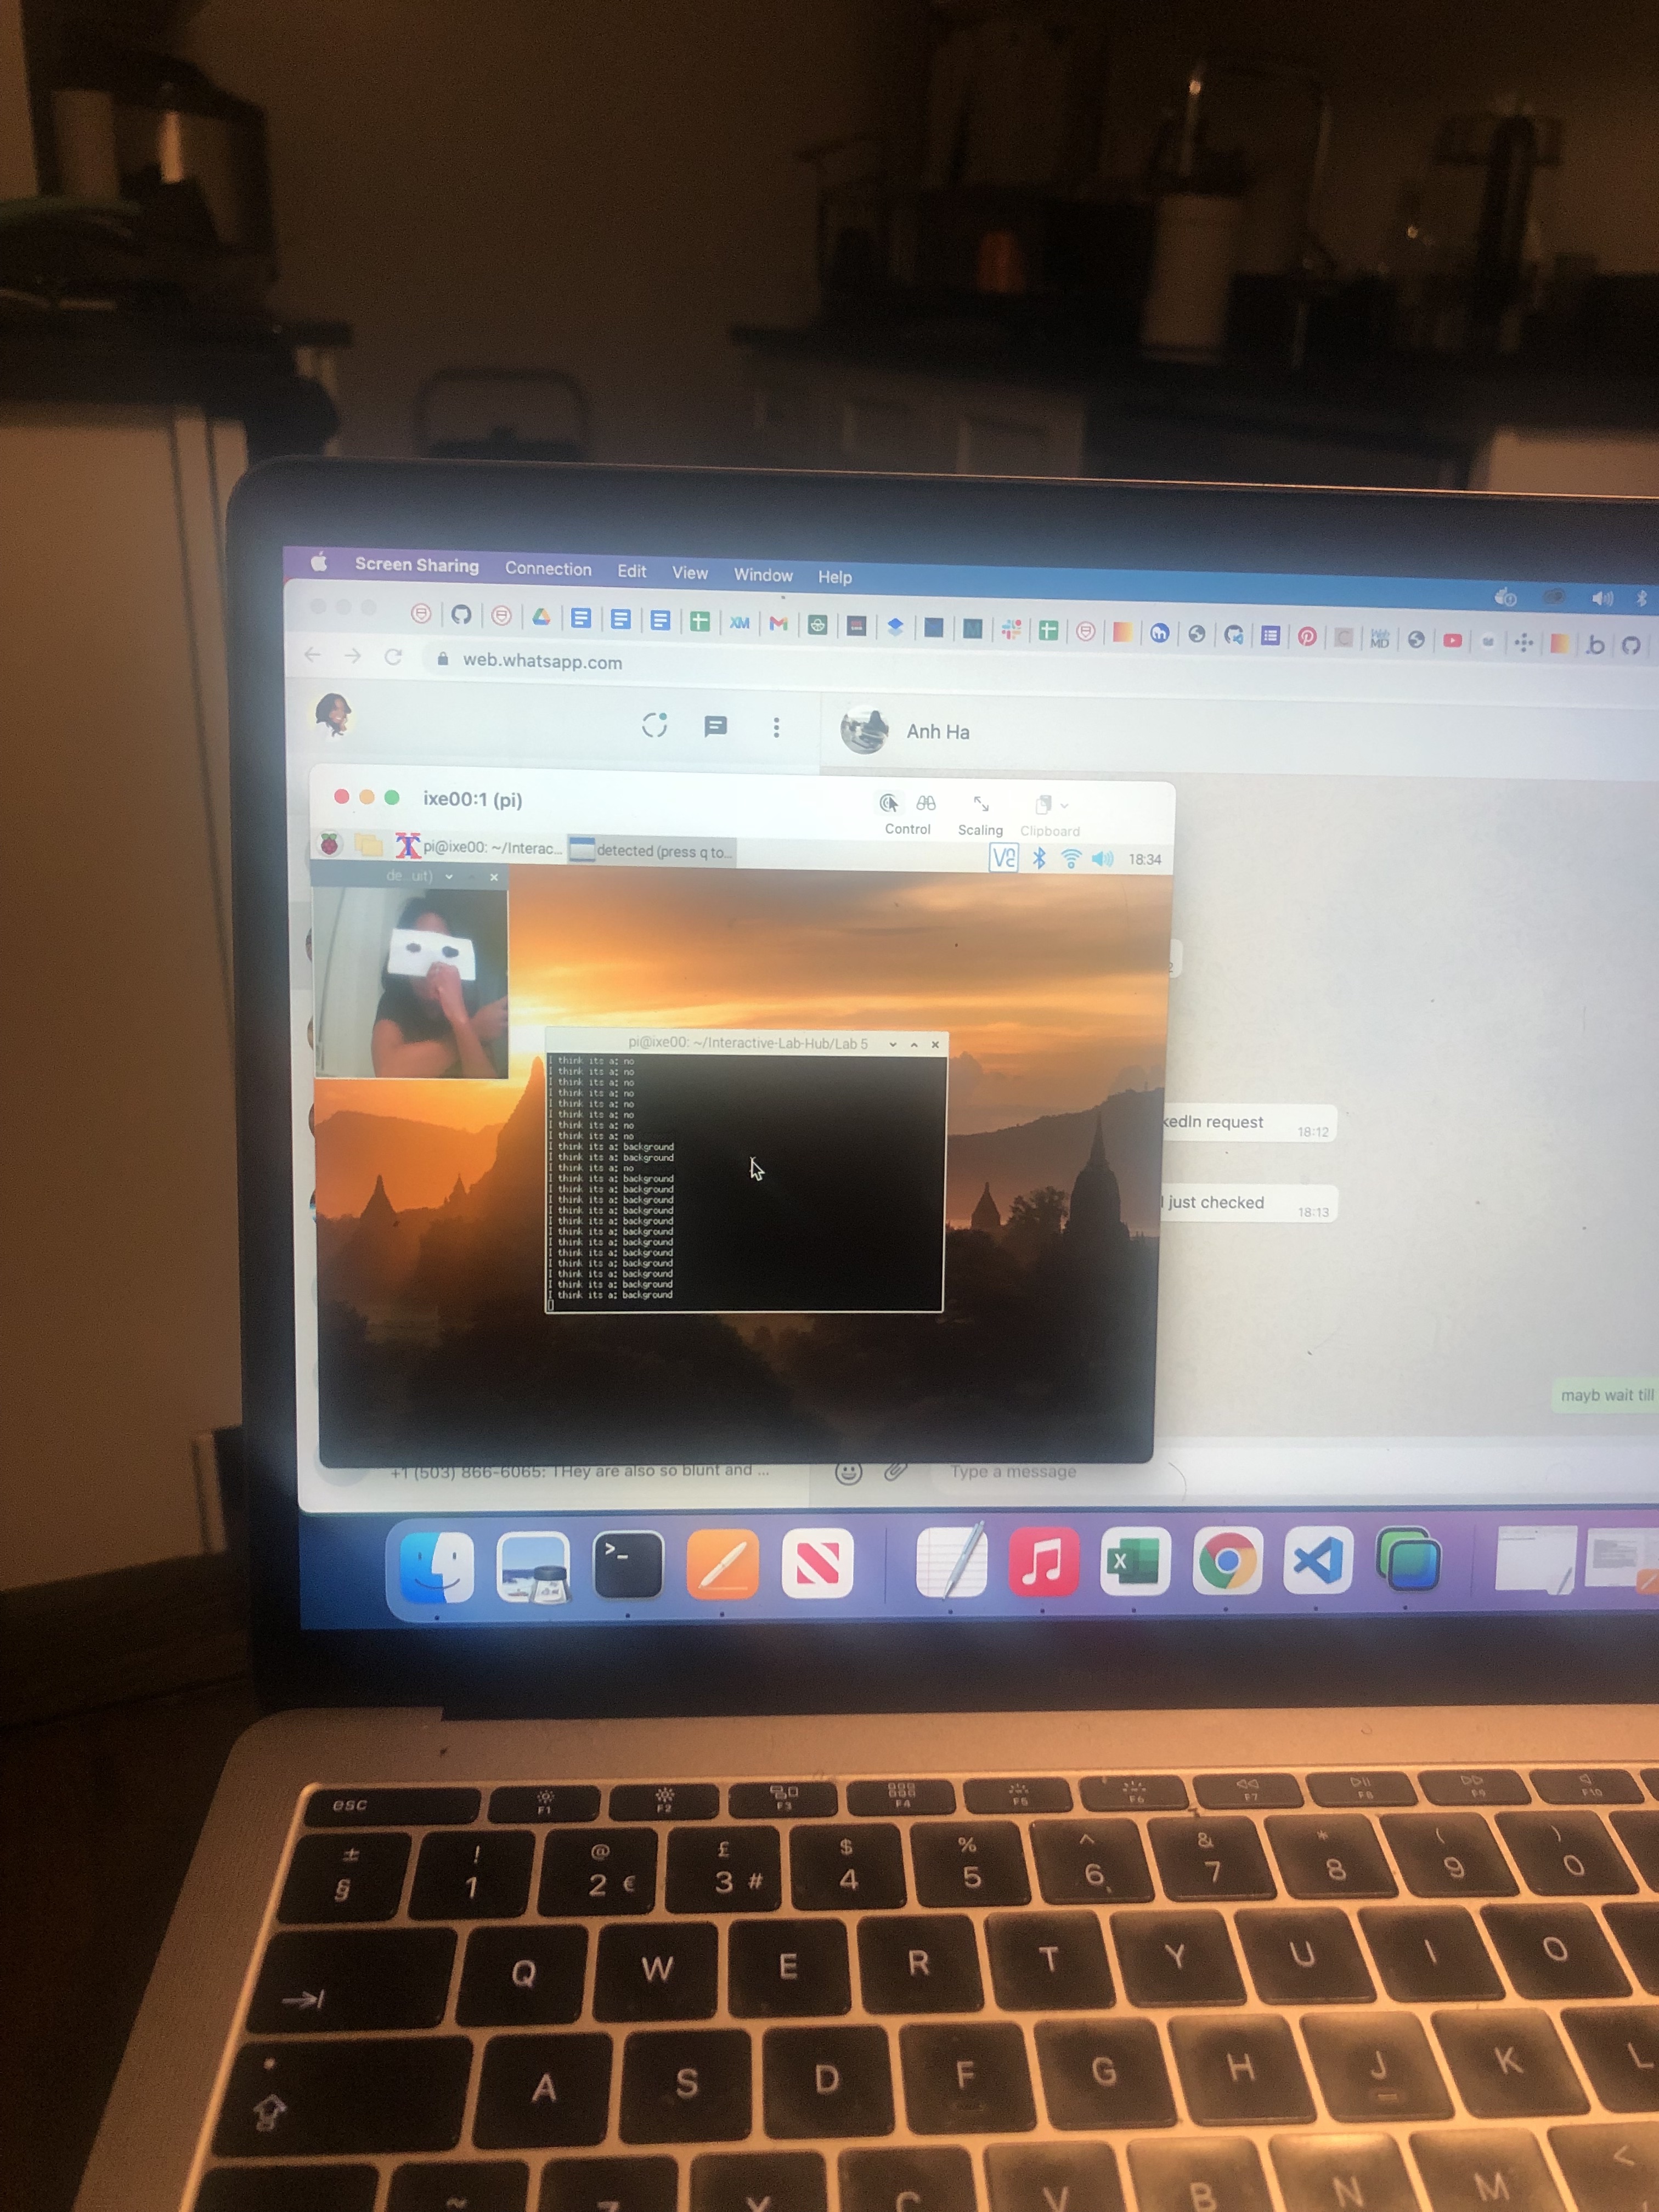 Screen Sharing Connection Edit View Window Help
XM
WebMD
.b
web.whatsapp.com
Anh Ha
ixe00:1 (pi)
Control Scaling Clipboard
pi@ixe00: ~/Interac... detected (press q to... 18:34
de...uit)
pi@ixe00: ~/Interactive-Lab-Hub/Lab 5
I think its a: no
I think its a: no
I think its a: no
I think its a: no
I think its a: no
I think its a: no
I think its a: no
I think its a: no
I think its a: background
I think its a: background
I think its a: no
I think its a: background
I think its a: background
I think its a: background
I think its a: background
I think its a: background
I think its a: background
I think its a: background
I think its a: background
I think its a: background
I think its a: background
I think its a: background
I think its a: background
kedIn request 18:12
I just checked 18:13
mayb wait till
+1 (503) 866-6065: THey are also so blunt and ...
Type a message
esc F1 F2 F3 F4 F5 F6 F7 F8 F9 F10
± ! @ £ $ % ^ & * ( )
§ 1 2 € 3 # 4 5 6 7 8 9 0
Q W E R T Y U I O
A S D F G H J K L
~ Z X C V B N M <